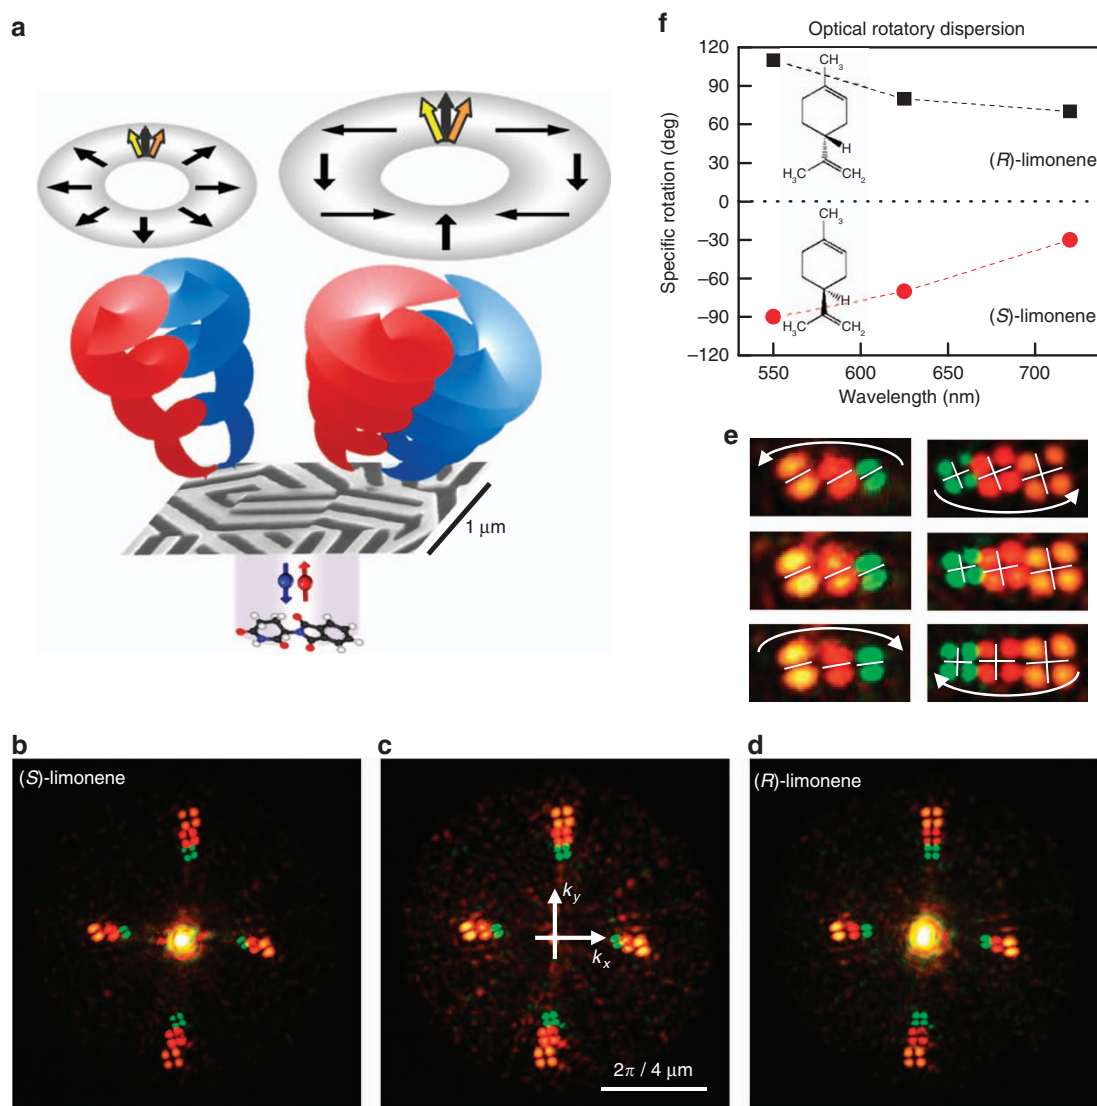 a
1 μm
f
Optical rotatory dispersion
Specific rotation (deg)
120
90
60
30
0
−30
−60
−90
−120
550
600
650
700
Wavelength (nm)
CH3
H
H3C
CH2
(R)-limonene
CH3
H
H3C
CH2
(S)-limonene
e
b
(S)-limonene
c
ky
kx
2π / 4 μm
d
(R)-limonene